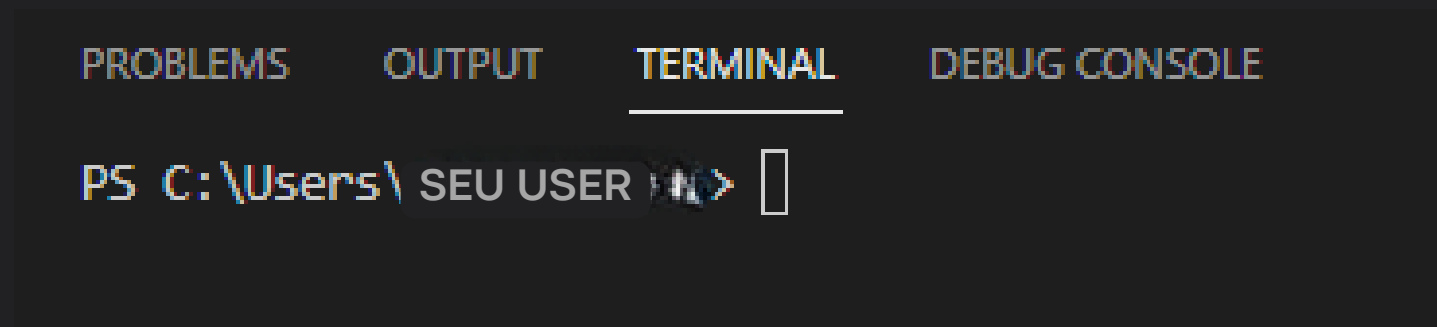 PROBLEMS OUTPUT TERMINAL DEBUG CONSOLE
PS C:\Users\ SEU USER >